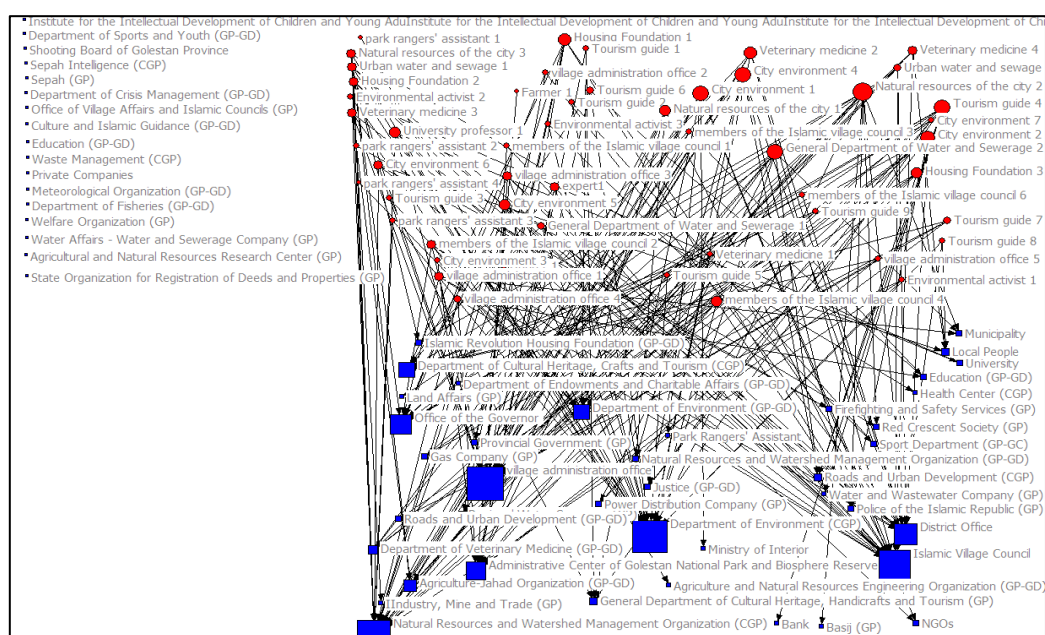 Institute for the Intellectual Development of Children and Young AduInstitute for the Intellectual Development of Children and Young AduInstitute for the Intellectual Development of Chi
Department of Sports and Youth (GP-GD)
Shooting Board of Golestan Province
Sepah Intelligence (CGP)
Sepah (GP)
Department of Crisis Management (GP-GD)
Office of Village Affairs and Islamic Councils (GP)
Culture and Islamic Guidance (GP-GD)
Education (GP-GD)
Waste Management (CGP)
Private Companies
Meteorological Organization (GP-GD)
Department of Fisheries (GP-GD)
Welfare Organization (GP)
Water Affairs - Water and Sewerage Company (GP)
Agricultural and Natural Resources Research Center (GP)
State Organization for Registration of Deeds and Properties (GP)
park rangers' assistant 1
Natural resources of the city 3
Urban water and sewage 1
Housing Foundation 2
Environmental activist 2
Veterinary medicine 3
University professor 1
park rangers' assistant 2
City environment 6
park rangers' assistant 4
Tourism guide 3
park rangers' assistant 3
members of the Islamic village council 2
City environment 3
village administration office 1
village administration office 4
Housing Foundation 1
Tourism guide 1
village administration office 2
Farmer 1
Tourism guide 6
Tourism guide 2
Environmental activist 3
members of the Islamic village council 1
village administration office 3
expert1
City environment 5
General Department of Water and Sewerage 1
Veterinary medicine 2
City environment 4
City environment 1
Natural resources of the city 1
members of the Islamic village council 3
General Department of Water and Sewerage 2
Veterinary medicine 4
Urban water and sewage
Natural resources of the city 2
Tourism guide 4
City environment 7
City environment 2
Housing Foundation 3
members of the Islamic village council 6
Tourism guide 9
Tourism guide 7
Tourism guide 8
Veterinary medicine 1
village administration office 5
Tourism guide 5
Environmental activist 1
members of the Islamic village council 4
Municipality
Islamic Revolution Housing Foundation (GP-GD)
Local People
University
Department of Cultural Heritage, Crafts and Tourism (CGP)
Education (GP-GD)
Department of Endowments and Charitable Affairs (GP-GD)
Health Center (CGP)
Land Affairs (GP)
Department of Environment (GP-GD)
Firefighting and Safety Services (GP)
Office of the Governor
Red Crescent Society (GP)
Provincial Government (GP)
Park Rangers' Assistant
Sport Department (GP-GC)
Gas Company (GP)
Natural Resources and Watershed Management Organization (GP-GD)
village administration office
Roads and Urban Development (CGP)
Justice (GP-GD)
Water and Wastewater Company (GP)
Power Distribution Company (GP)
Police of the Islamic Republic (GP)
Roads and Urban Development (GP-GD)
Department of Environment (CGP)
District Office
Department of Veterinary Medicine (GP-GD)
Ministry of Interior
Islamic Village Council
Administrative Center of Golestan National Park and Biosphere Reserve
Agriculture-Jahad Organization (GP-GD)
Agriculture and Natural Resources Engineering Organization (GP-GD)
IIndustry, Mine and Trade (GP)
General Department of Cultural Heritage, Handicrafts and Tourism (GP)
Natural Resources and Watershed Management Organization (CGP)
Bank
Basij (GP)
NGOs